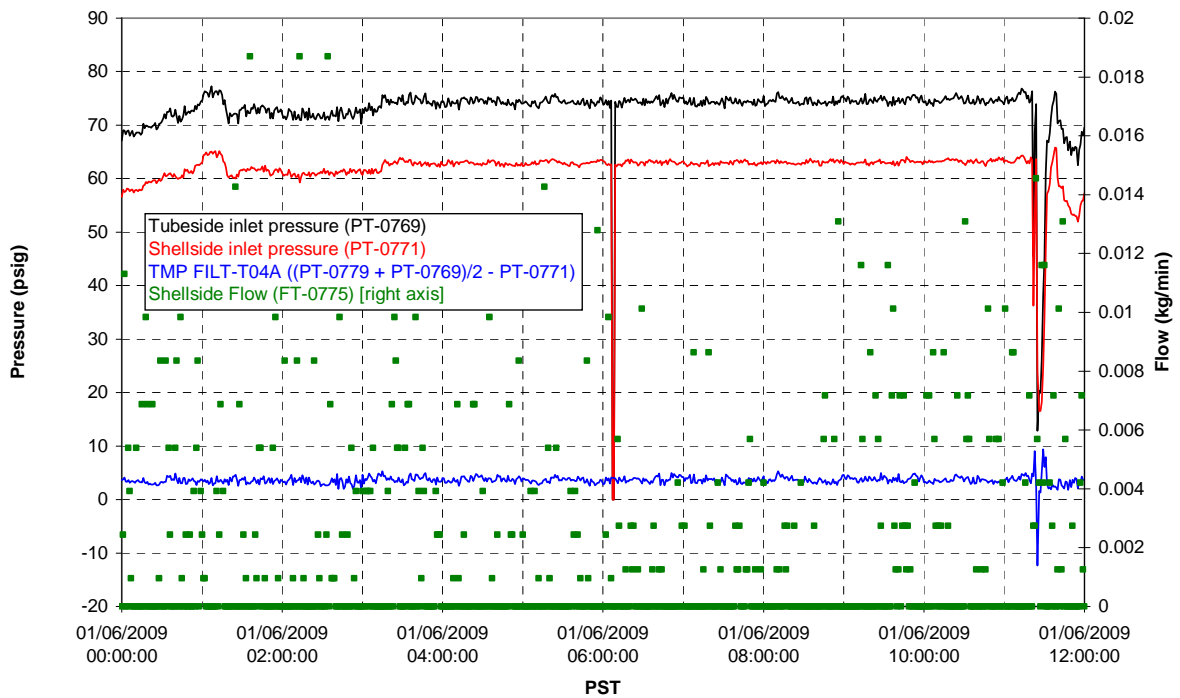 90
80
70
60
50
40
30
20
10
0
-10
-20
Pressure (psig)
0.02
0.018
0.016
0.014
0.012
0.01
0.008
0.006
0.004
0.002
0
Flow (kg/min)
Tubeside inlet pressure (PT-0769)
Shellside inlet pressure (PT-0771)
TMP FILT-T04A ((PT-0779 + PT-0769)/2 - PT-0771)
Shellside Flow (FT-0775) [right axis]
01/06/2009 01/06/2009 01/06/2009 01/06/2009 01/06/2009 01/06/2009 01/06/2009
00:00:00 02:00:00 04:00:00 06:00:00 08:00:00 10:00:00 12:00:00
PST